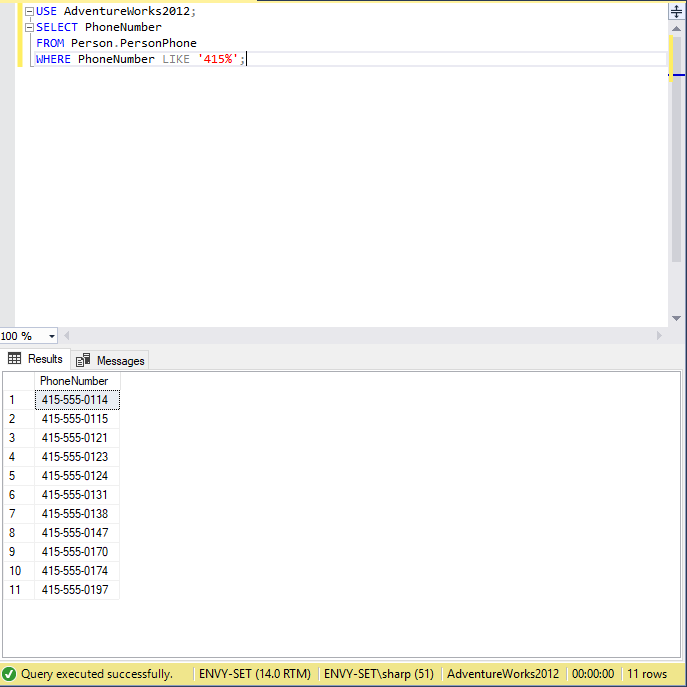 USE AdventureWorks2012;
SELECT PhoneNumber
FROM Person.PersonPhone
WHERE PhoneNumber LIKE '415%';
100 %
Results Messages
PhoneNumber
1 415-555-0114
2 415-555-0115
3 415-555-0121
4 415-555-0123
5 415-555-0124
6 415-555-0131
7 415-555-0138
8 415-555-0147
9 415-555-0170
10 415-555-0174
11 415-555-0197
Query executed successfully. ENVY-SET (14.0 RTM) ENVY-SET\sharp (51) AdventureWorks2012 00:00:00 11 rows